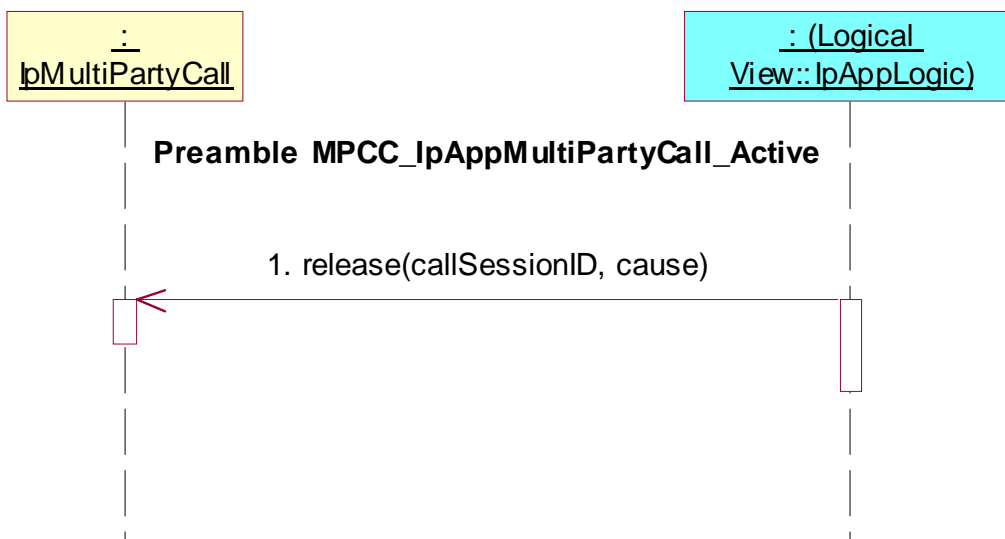 :
IpMultiPartyCall
: (Logical
View::IpAppLogic)
Preamble MPCC_IpAppMultiPartyCall_Active
1. release(callSessionID, cause)